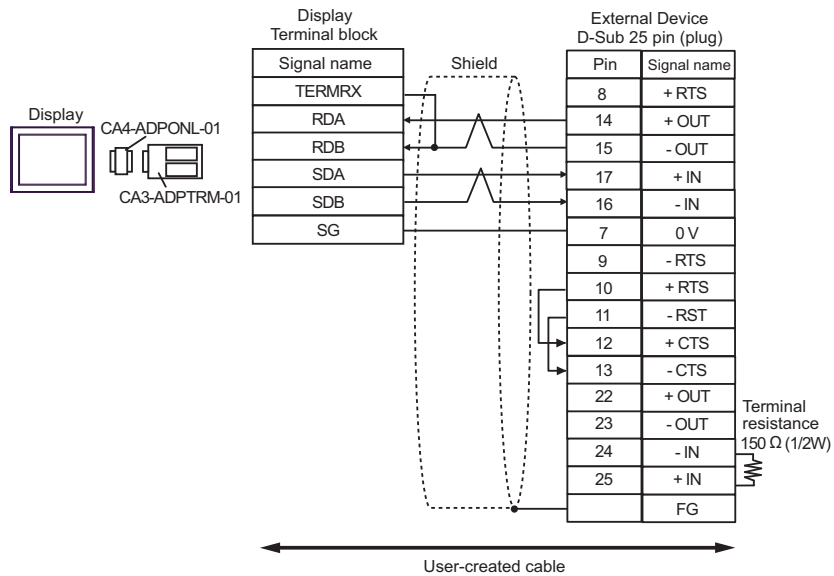 Display
Terminal block
External Device
D-Sub 25 pin (plug)
Signal name
Shield
Pin
Signal name
TERMRX
8
+ RTS
RDA
14
+ OUT
RDB
15
- OUT
SDA
17
+ IN
SDB
16
- IN
SG
7
0 V
9
- RTS
10
+ RTS
11
- RST
12
+ CTS
13
- CTS
22
+ OUT
23
- OUT
24
- IN
25
+ IN
FG
Display
CA4-ADPONL-01
CA3-ADPTRM-01
Terminal
resistance
150 Ω (1/2W)
User-created cable